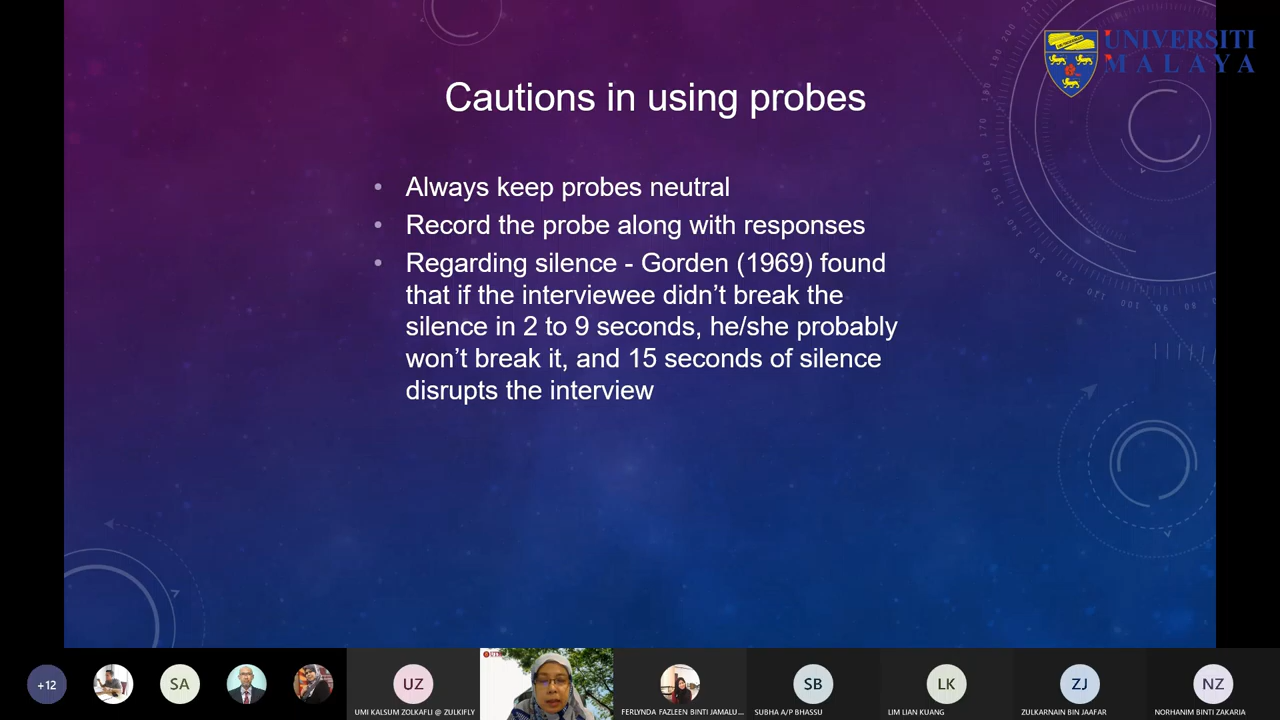 UNIVERSITI
MALAYA
Cautions in using probes
• Always keep probes neutral
• Record the probe along with responses
• Regarding silence - Gorden (1969) found
that if the interviewee didn’t break the
silence in 2 to 9 seconds, he/she probably
won’t break it, and 15 seconds of silence
disrupts the interview
+12
SA
UZ
UMI KALSUM ZOLKAFLI @ ZULKIFLY
FERLYNDA FAZLEEN BINTI JAMALU...
SB
SUBHA A/P BHASSU
LK
LIM LIAN KUANG
ZJ
ZULKARNAIN BIN JAAFAR
NZ
NORHANIM BINTI ZAKARIA